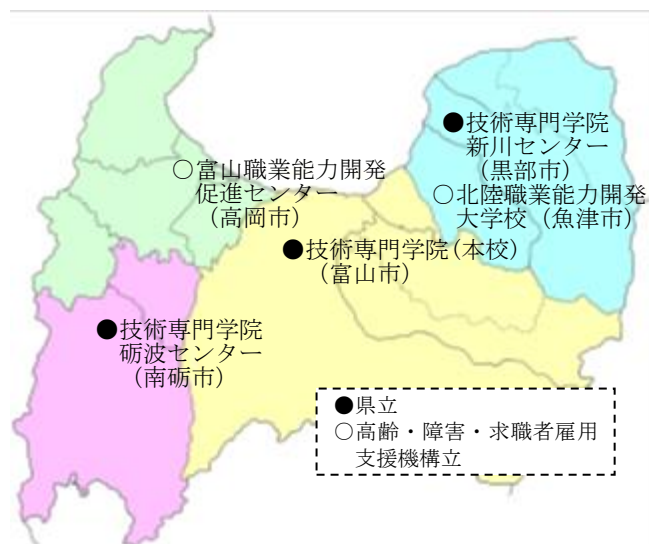 ●技術専門学院
新川センター
（黒部市）
○北陸職業能力開発
大学校（魚津市）
○富山職業能力開発
促進センター
（高岡市）
●技術専門学院(本校)
（富山市）
●技術専門学院
砺波センター
（南砺市）
●県立
○高齢・障害・求職者雇用
支援機構立